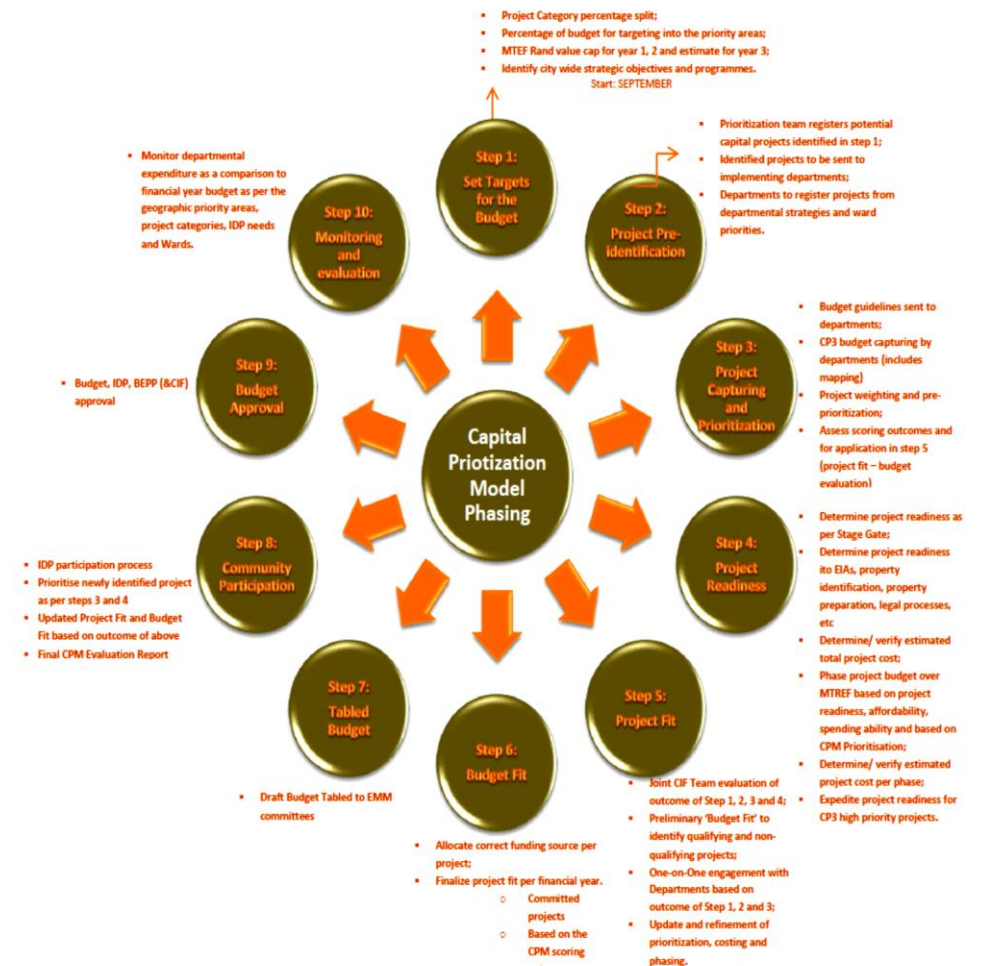 ▪ Project Category percentage split;
▪ Percentage of budget for targeting into the priority areas;
▪ MTEF Rand value cap for year 1, 2 and estimate for year 3;
▪ Identify city wide strategic objectives and programmes.
Start: SEPTEMBER
Step 1:
Set Targets
for the
Budget
▪ Prioritization team registers potential
capital projects identified in step 1;
▪ Identified projects to be sent to
implementing departments;
▪ Departments to register projects from
departmental strategies and ward
priorities.
Step 2:
Project Pre-
identification
▪ Budget guidelines sent to
departments;
▪ CP3 budget capturing by
departments (includes
mapping)
▪ Project weighting and pre-
prioritization;
▪ Assess scoring outcomes and
for application in step 5
(project fit – budget
evaluation)
Step 3:
Project
Capturing
and
Prioritization
▪ Determine project readiness as
per Stage Gate;
▪ Determine project readiness
ito EIAs, property
identification, property
preparation, legal processes,
etc
▪ Determine/ verify estimated
total project cost;
▪ Phase project budget over
MTREF based on project
readiness, affordability,
spending ability and based on
CPM Prioritisation;
▪ Determine/ verify estimated
project cost per phase;
▪ Expedite project readiness for
CP3 high priority projects.
Step 4:
Project
Readiness
Step 5:
Project Fit
▪ Joint CIF Team evaluation of
outcome of Step 1, 2, 3 and 4;
▪ Preliminary 'Budget Fit' to
identify qualifying and non-
qualifying projects;
▪ One-on-One engagement with
Departments based on
outcome of Step 1, 2 and 3;
▪ Update and refinement of
prioritization, costing and
phasing.
Step 6:
Budget Fit
▪ Allocate correct funding source per
project;
▪ Finalize project fit per financial year.
o Committed
projects
o Based on the
CPM scoring
Step 7:
Tabled
Budget
▪ Draft Budget Tabled to EMM
committees
Step 8:
Community
Participation
▪ IDP participation process
▪ Prioritise newly identified project
as per steps 3 and 4
▪ Updated Project Fit and Budget
Fit based on outcome of above
▪ Final CPM Evaluation Report
Step 9:
Budget
Approval
▪ Budget, IDP, BEPP (&CIF)
approval
Step 10:
Monitoring
and
evaluation
▪ Monitor departmental
expenditure as a comparison to
financial year budget as per the
geographic priority areas,
project categories, IDP needs
and Wards.
Capital
Priotization
Model
Phasing